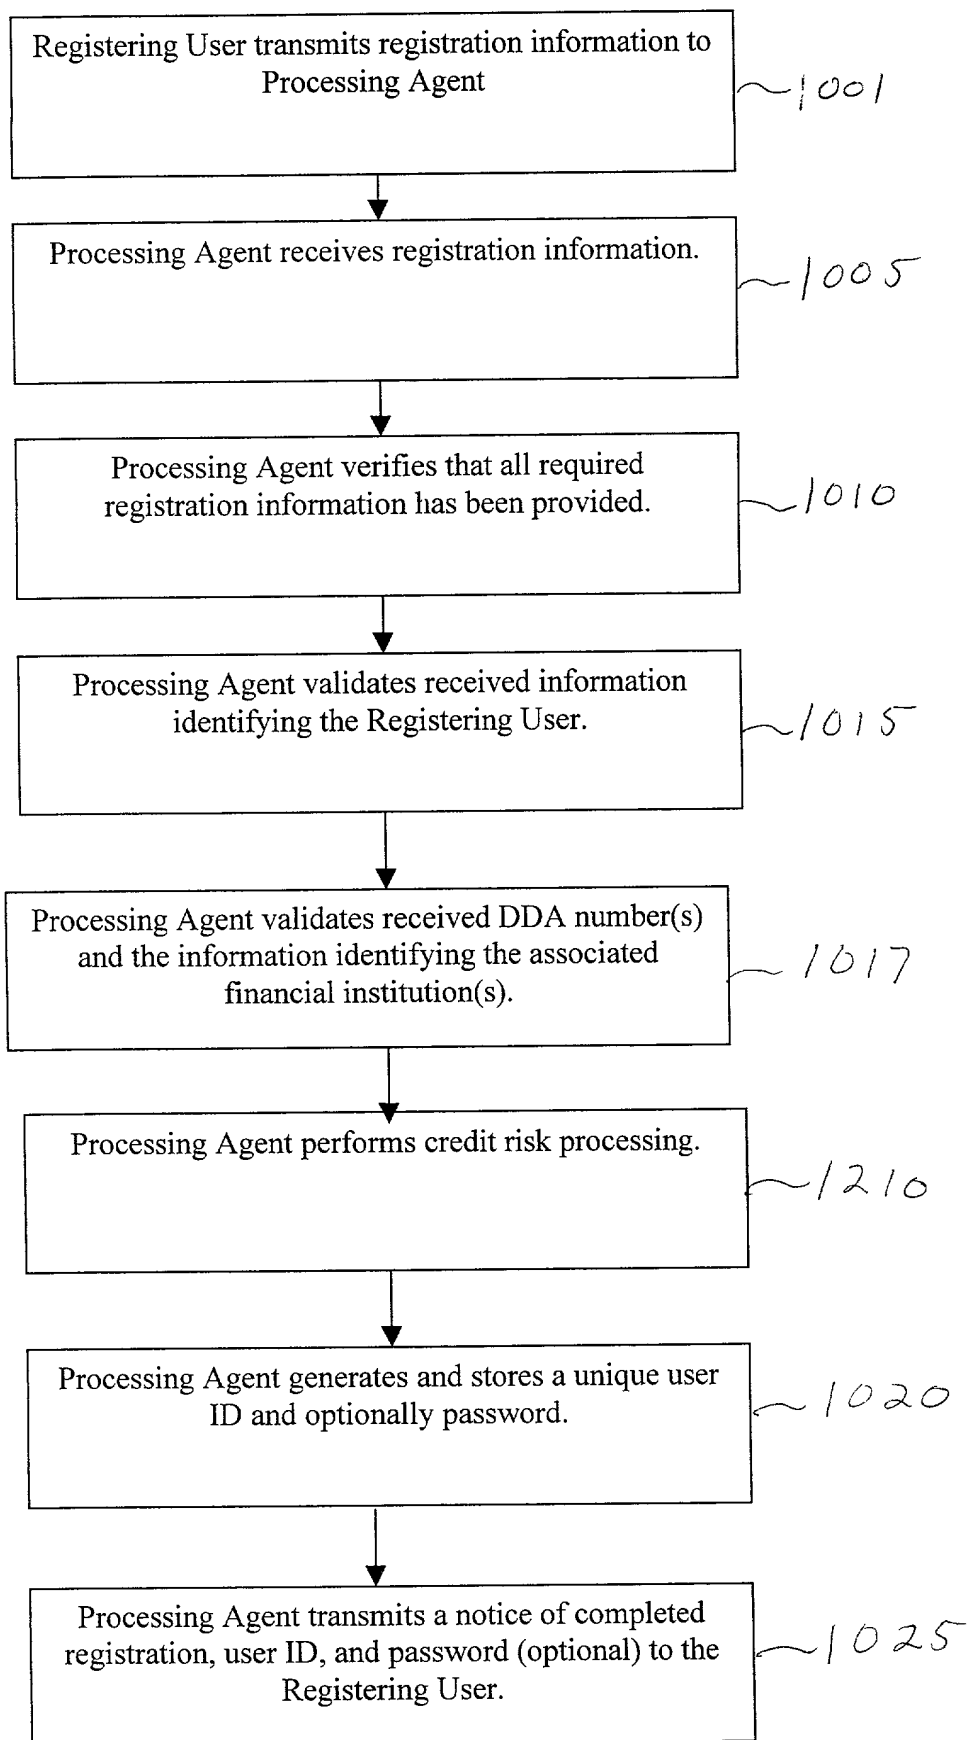 Registering User transmits registration information to
Processing Agent
1001
Processing Agent receives registration information.
1005
Processing Agent verifies that all required
registration information has been provided.
1010
Processing Agent validates received information
identifying the Registering User.
1015
Processing Agent validates received DDA number(s)
and the information identifying the associated
financial institution(s).
1017
Processing Agent performs credit risk processing.
1210
Processing Agent generates and stores a unique user
ID and optionally password.
1020
Processing Agent transmits a notice of completed
registration, user ID, and password (optional) to the
Registering User.
1025